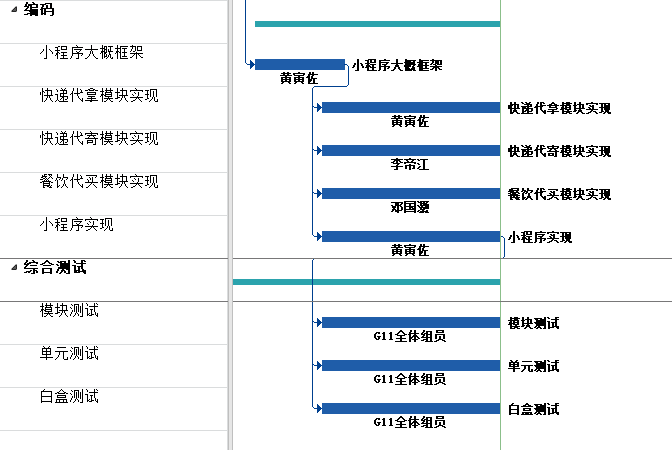 编码
小程序大概框架
小程序大概框架
黄寅佐
快递代拿模块实现
快递代拿模块实现
黄寅佐
快递代寄模块实现
快递代寄模块实现
李帝江
餐饮代买模块实现
餐饮代买模块实现
邓国灏
小程序实现
小程序实现
黄寅佐
综合测试
模块测试
模块测试
G11全体组员
单元测试
单元测试
G11全体组员
白盒测试
白盒测试
G11全体组员